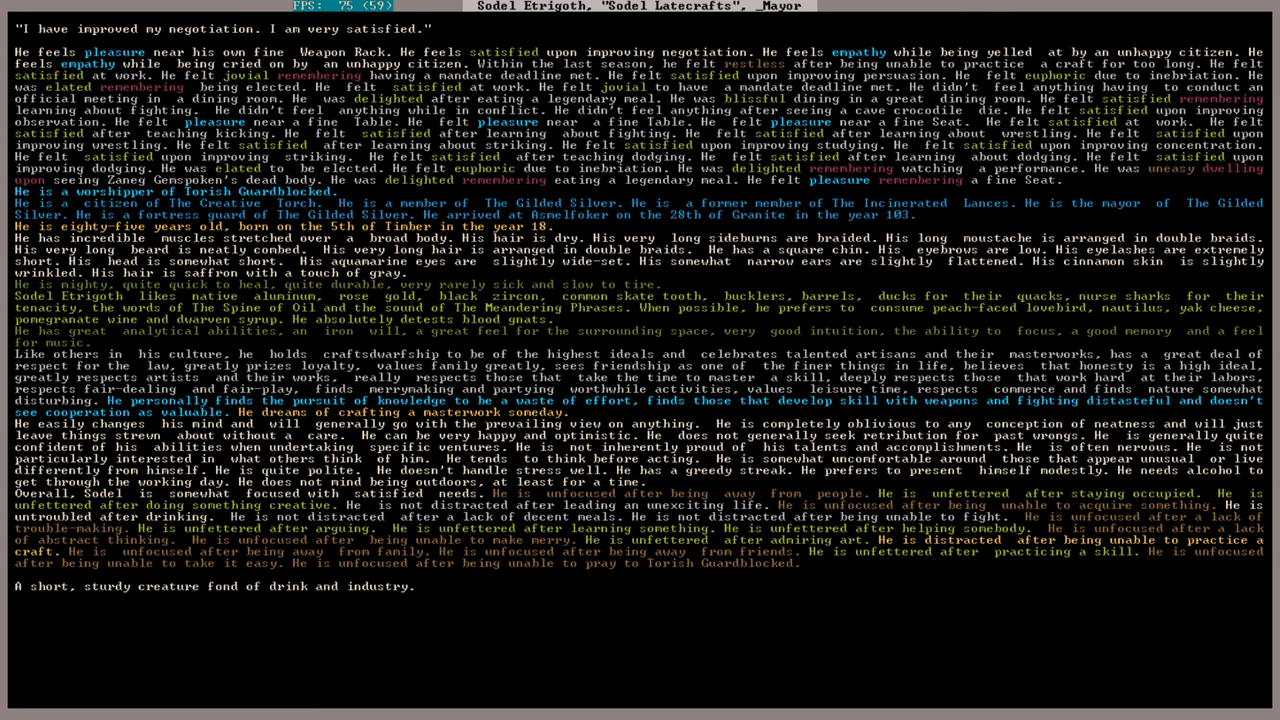 FPS: 75 (59)
Sodel Etrigoth, "Sodel Latecrafts", _Mayor
"I have improved my negotiation. I am very satisfied."
He feels pleasure near his own fine Weapon Rack. He feels satisfied upon improving negotiation. He feels empathy while being yelled at by an unhappy citizen. He
feels empathy while being cried on by an unhappy citizen. Within the last season, he felt restless after being unable to practice a craft for too long. He felt
satisfied at work. He felt jovial remembering having a mandate deadline met. He felt satisfied upon improving persuasion. He felt euphoric due to inebriation. He
was elated remembering being elected. He felt satisfied at work. He felt jovial to have a mandate deadline met. He didn't feel anything having to conduct an
official meeting in a dining room. He was delighted after eating a legendary meal. He was blissful dining in a great dining room. He felt satisfied remembering
learning about fighting. He didn't feel anything while in conflict. He didn't feel anything after seeing a cave crocodile die. He felt satisfied upon improving
observation. He felt pleasure near a fine Table. He felt pleasure near a fine Table. He felt pleasure near a fine Seat. He felt satisfied at work. He felt
satisfied after teaching kicking. He felt satisfied after learning about fighting. He felt satisfied after learning about wrestling. He felt satisfied upon
improving wrestling. He felt satisfied after learning about striking. He felt satisfied upon improving studying. He felt satisfied upon improving concentration.
He felt satisfied upon improving striking. He felt satisfied after teaching dodging. He felt satisfied after learning about dodging. He felt satisfied upon
improving dodging. He was elated to be elected. He felt euphoric due to inebriation. He was delighted remembering watching a performance. He was uneasy dwelling
upon seeing Zaneg Gemspoken's dead body. He was delighted remembering eating a legendary meal. He felt pleasure remembering a fine Seat.
He is a worshipper of Torish Guardblocked.
He is a citizen of The Creative Torch. He is a member of The Gilded Silver. He is a former member of The Incinerated Lances. He is the mayor of The Gilded
Silver. He is a fortress guard of The Gilded Silver. He arrived at Asmelfoker on the 28th of Granite in the year 103.
He is eighty-five years old, born on the 5th of Timber in the year 18.
He has incredible muscles stretched over a broad body. His hair is dry. His very long sideburns are braided. His long moustache is arranged in double braids.
His very long beard is neatly combed. His very long hair is arranged in double braids. He has a square chin. His eyebrows are low. His eyelashes are extremely
short. His head is somewhat short. His aquamarine eyes are slightly wide-set. His somewhat narrow ears are slightly flattened. His cinnamon skin is slightly
wrinkled. His hair is saffron with a touch of gray.
He is mighty, quite quick to heal, quite durable, very rarely sick and slow to tire.
Sodel Etrigoth likes native aluminum, rose gold, black zircon, common skate tooth, bucklers, barrels, ducks for their quacks, nurse sharks for their
tenacity, the words of The Spine of Oil and the sound of The Meandering Phrases. When possible, he prefers to consume peach-faced lovebird, nautilus, yak cheese,
pomegranate wine and dwarven syrup. He absolutely detests blood gnats.
He has great analytical abilities, an iron will, a great feel for the surrounding space, very good intuition, the ability to focus, a good memory and a feel
for music.
Like others in his culture, he holds craftsdwarfship to be of the highest ideals and celebrates talented artisans and their masterworks, has a great deal of
respect for the law, greatly prizes loyalty, values family greatly, sees friendship as one of the finer things in life, believes that honesty is a high ideal,
greatly respects artists and their works, really respects those that take the time to master a skill, deeply respects those that work hard at their labors,
respects fair-dealing and fair-play, finds merrymaking and partying worthwhile activities, values leisure time, respects commerce and finds nature somewhat
disturbing. He personally finds the pursuit of knowledge to be a waste of effort, finds those that develop skill with weapons and fighting distasteful and doesn't
see cooperation as valuable. He dreams of crafting a masterwork someday.
He easily changes his mind and will generally go with the prevailing view on anything. He is completely oblivious to any conception of neatness and will just
leave things strewn about without a care. He can be very happy and optimistic. He does not generally seek retribution for past wrongs. He is generally quite
confident of his abilities when undertaking specific ventures. He is not inherently proud of his talents and accomplishments. He is often nervous. He is not
particularly interested in what others think of him. He tends to think before acting. He is somewhat uncomfortable around those that appear unusual or live
differently from himself. He is quite polite. He doesn't handle stress well. He has a greedy streak. He prefers to present himself modestly. He needs alcohol to
get through the working day. He does not mind being outdoors, at least for a time.
Overall, Sodel is somewhat focused with satisfied needs. He is unfocused after being away from people. He is unfettered after staying occupied. He is
unfettered after doing something creative. He is not distracted after leading an unexciting life. He is unfocused after being unable to acquire something. He is
untroubled after drinking. He is not distracted after a lack of decent meals. He is not distracted after being unable to fight. He is unfocused after a lack of
trouble-making. He is unfettered after arguing. He is unfettered after learning something. He is unfettered after helping somebody. He is unfocused after a lack
of abstract thinking. He is unfocused after being unable to make merry. He is unfettered after admiring art. He is distracted after being unable to practice a
craft. He is unfocused after being away from family. He is unfocused after being away from friends. He is unfettered after practicing a skill. He is unfocused
after being unable to take it easy. He is unfocused after being unable to pray to Torish Guardblocked.
A short, sturdy creature fond of drink and industry.